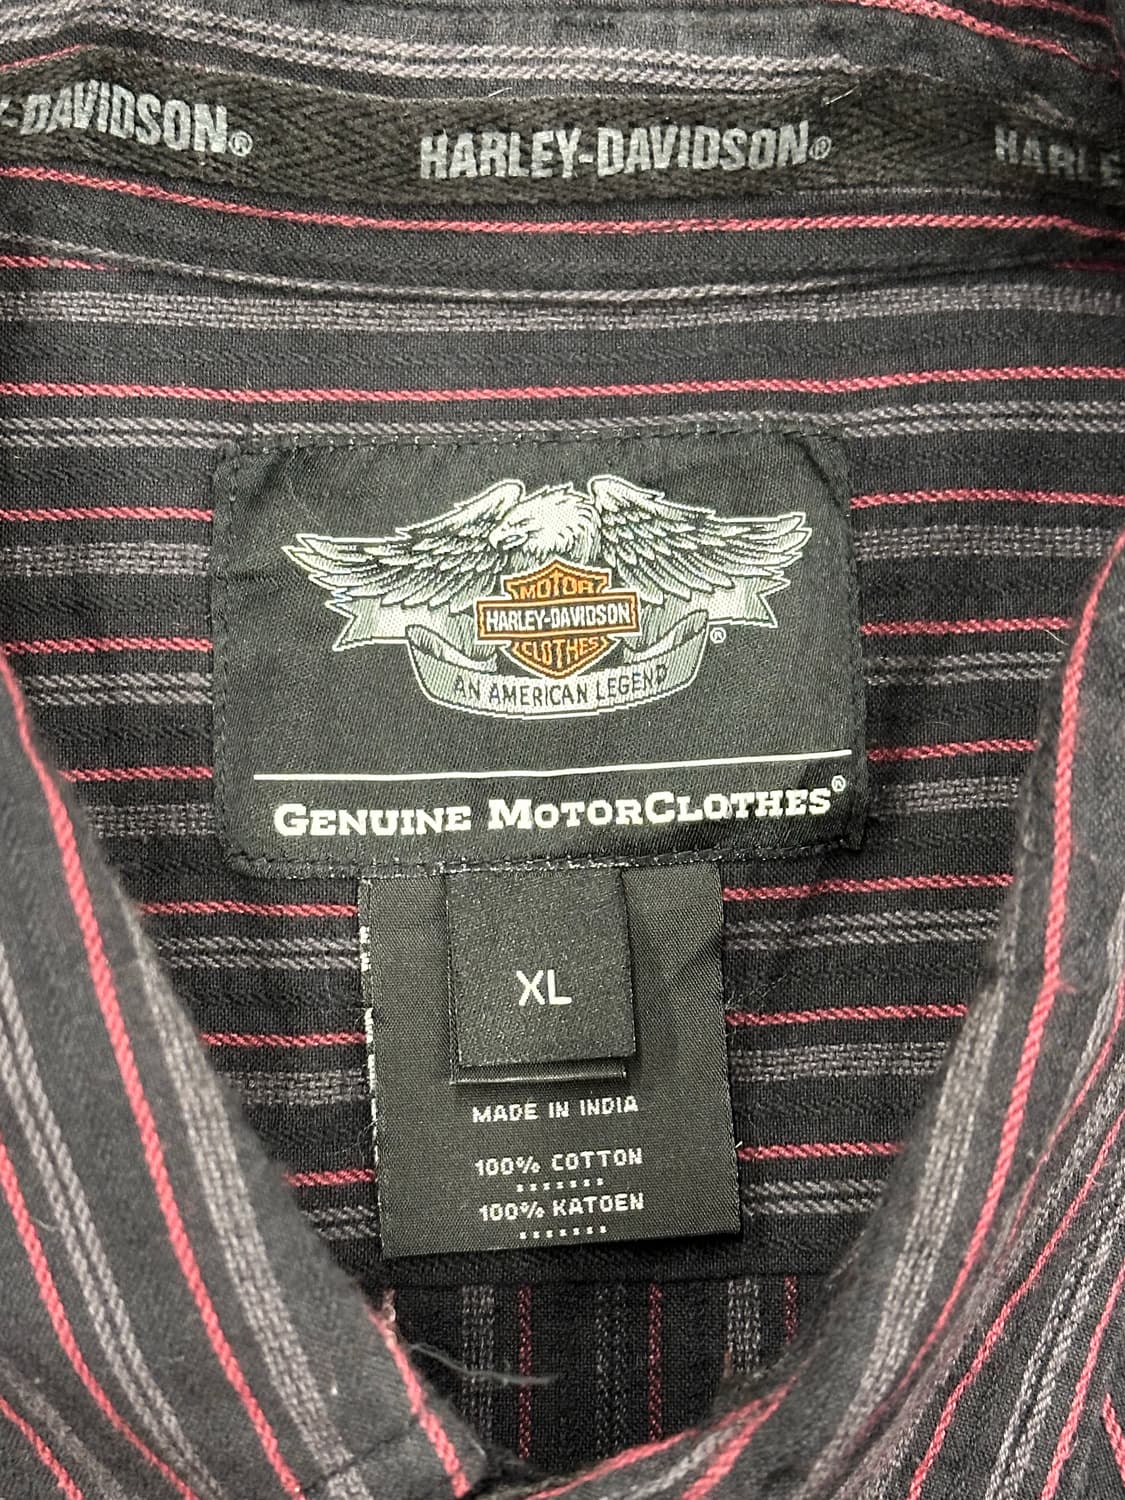 Y-DAVIDSON® HARLEY-DAVIDSON® HARLE
MOTOR
HARLEY-DAVIDSON
CLOTHES
®
AN AMERICAN LEGEND
GENUINE MOTORCLOTHES®
XL
MADE IN INDIA
100% COTTON
100% KATOEN